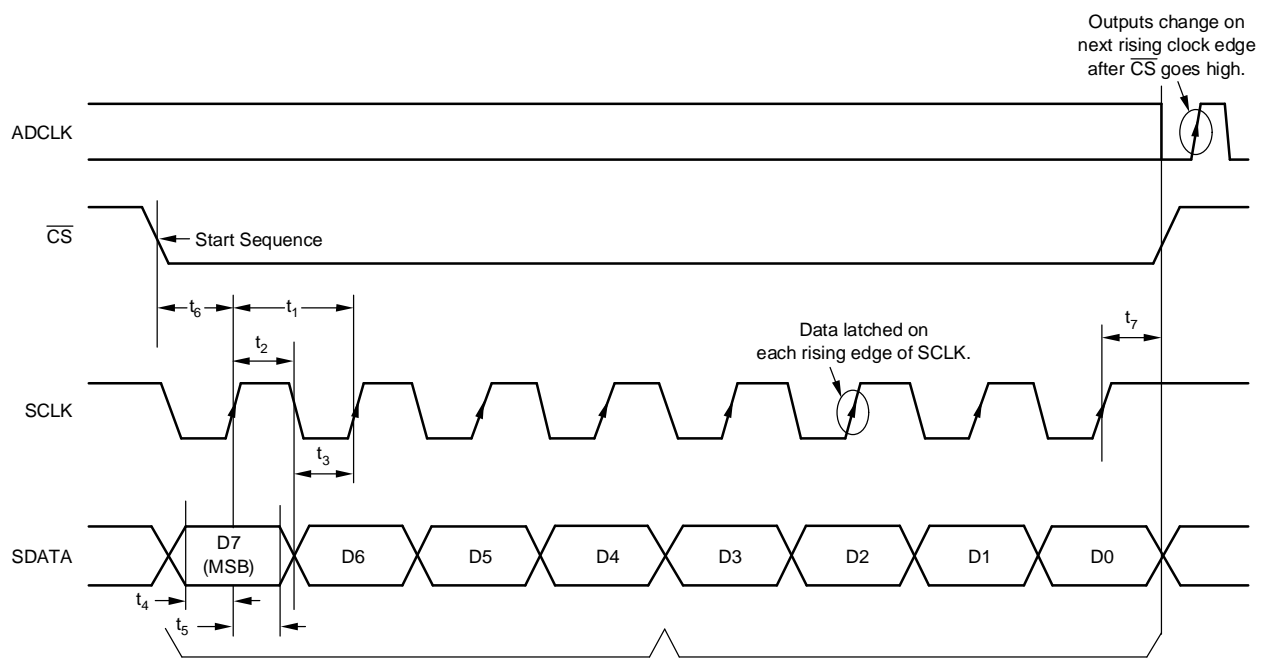 Outputs change on
next rising clock edge
after C̅S̅ goes high.
ADCLK
C̅S̅
Start Sequence
t6
t1
t2
Data latched on
each rising edge of SCLK.
t7
SCLK
t3
SDATA
D7
(MSB)
D6
D5
D4
D3
D2
D1
D0
t4
t5